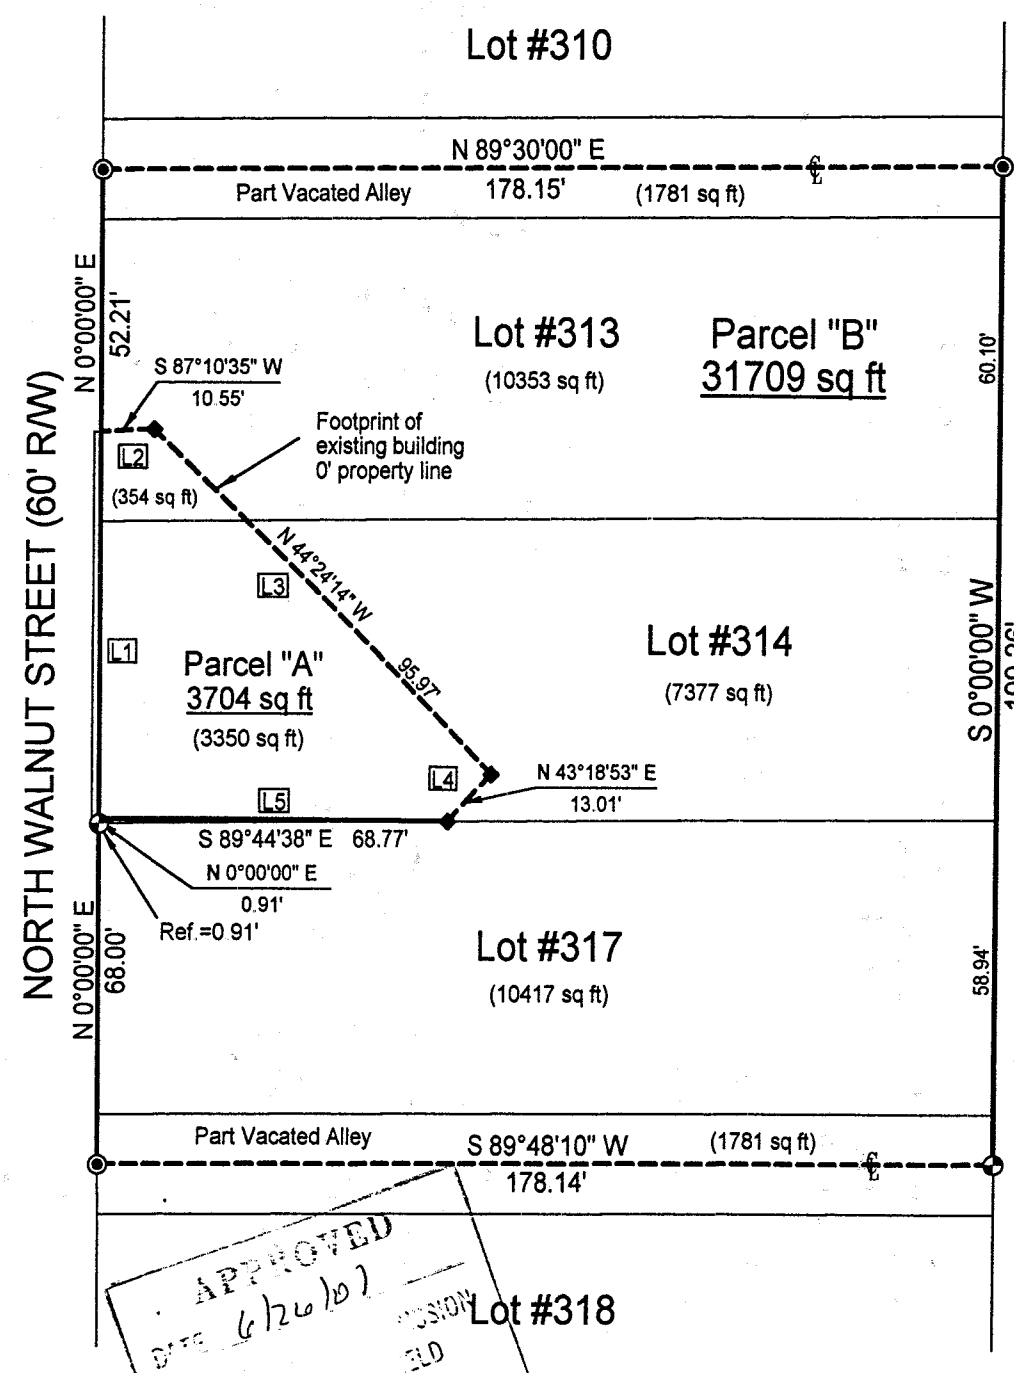 Lot #310
N 89°30'00" E
178.15'
Part Vacated Alley
(1781 sq ft)
N 0°00'00" E
52.21'
Lot #313
(10353 sq ft)
Parcel "B"
31709 sq ft
60.10'
S 87°10'35" W
10.55'
Footprint of
existing building
0' property line
L2
(354 sq ft)
N 44°24'14" W
L3
95.97'
NORTH WALNUT STREET (60' R/W)
L1
Parcel "A"
3704 sq ft
(3350 sq ft)
Lot #314
(7377 sq ft)
S 0°00'00" W
L4
N 43°18'53" E
13.01'
L5
S 89°44'38" E 68.77'
N 0°00'00" E
0.91'
Ref.=0.91'
N 0°00'00" E
68.00'
Lot #317
(10417 sq ft)
58.94'
Part Vacated Alley
S 89°48'10" W
(1781 sq ft)
178.14'
APPROVED
DATE 6/26/07
Lot #318